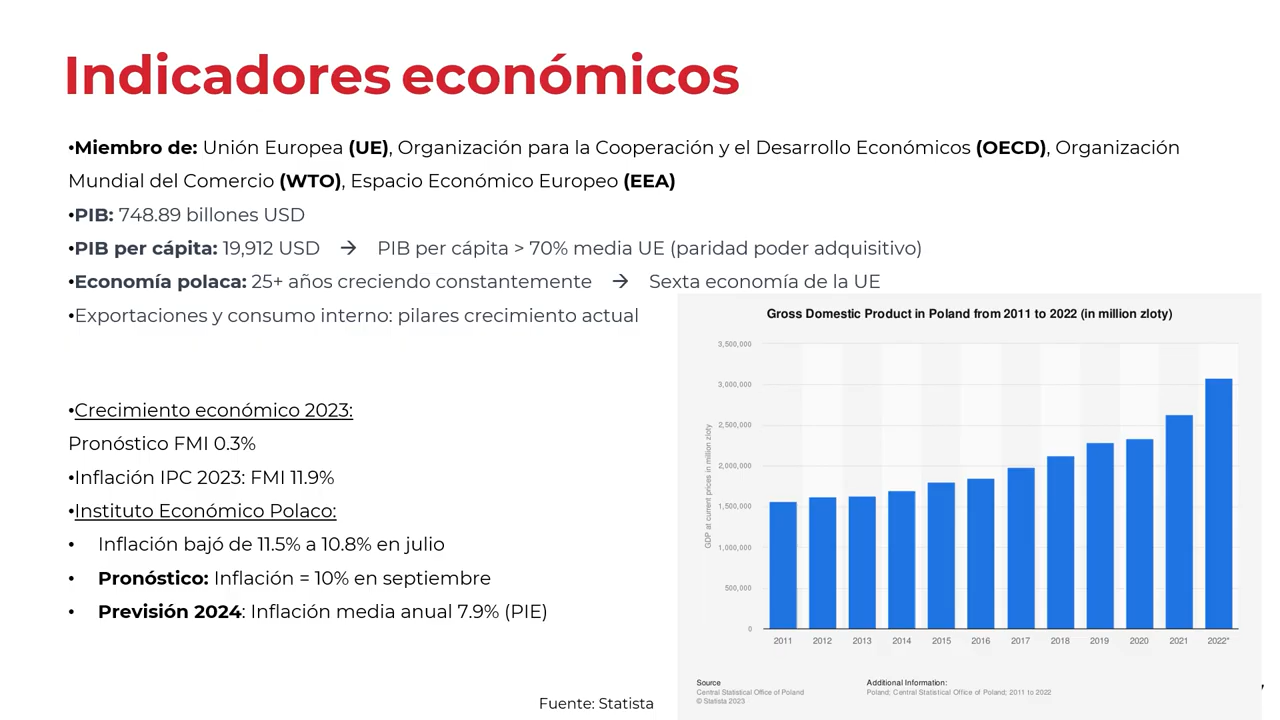 Indicadores económicos
•Miembro de: Unión Europea (UE), Organización para la Cooperación y el Desarrollo Económicos (OECD), Organización
Mundial del Comercio (WTO), Espacio Económico Europeo (EEA)
•PIB: 748.89 billones USD
•PIB per cápita: 19,912 USD → PIB per cápita > 70% media UE (paridad poder adquisitivo)
•Economía polaca: 25+ años creciendo constantemente → Sexta economía de la UE
•Exportaciones y consumo interno: pilares crecimiento actual
•Crecimiento económico 2023:
Pronóstico FMI 0.3%
•Inflación IPC 2023: FMI 11.9%
•Instituto Económico Polaco:
• Inflación bajó de 11.5% a 10.8% en julio
• Pronóstico: Inflación = 10% en septiembre
• Previsión 2024: Inflación media anual 7.9% (PIE)
Fuente: Statista
Gross Domestic Product in Poland from 2011 to 2022 (in million zloty)
GDP at current prices in million zloty
3,500,000
3,000,000
2,500,000
2,000,000
1,500,000
1,000,000
500,000
0
2011 2012 2013 2014 2015 2016 2017 2018 2019 2020 2021 2022*
Source
Central Statistical Office of Poland
© Statista 2023
Additional Information:
Poland; Central Statistical Office of Poland; 2011 to 2022